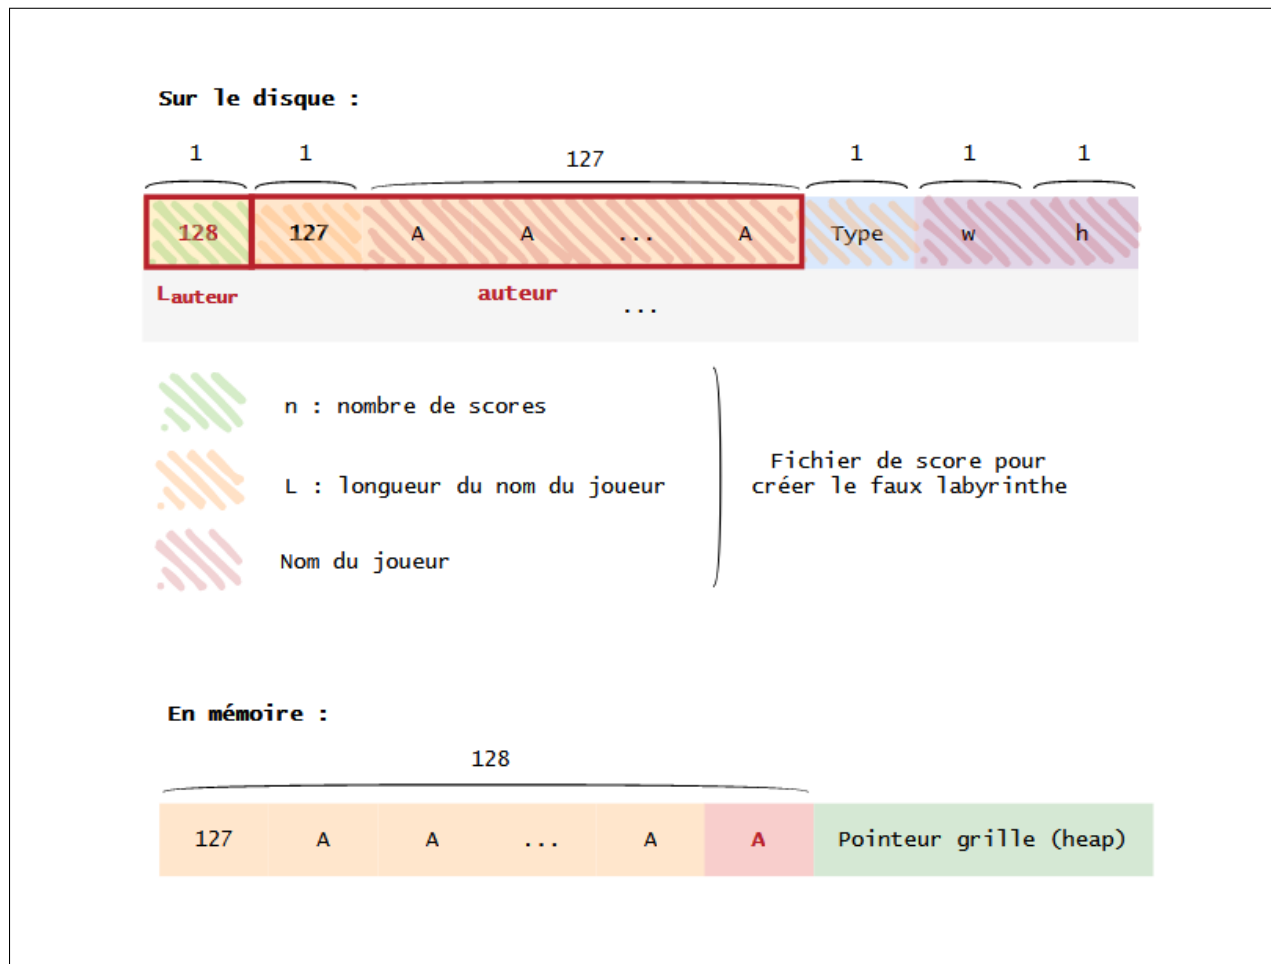 Sur le disque :
1 1 127 1 1 1
128 127 A A ... A Type w h
Lauteur auteur
...
n : nombre de scores
L : longueur du nom du joueur
Nom du joueur
Fichier de score pour
créer le faux labyrinthe
En mémoire :
128
127 A A ... A A Pointeur grille (heap)